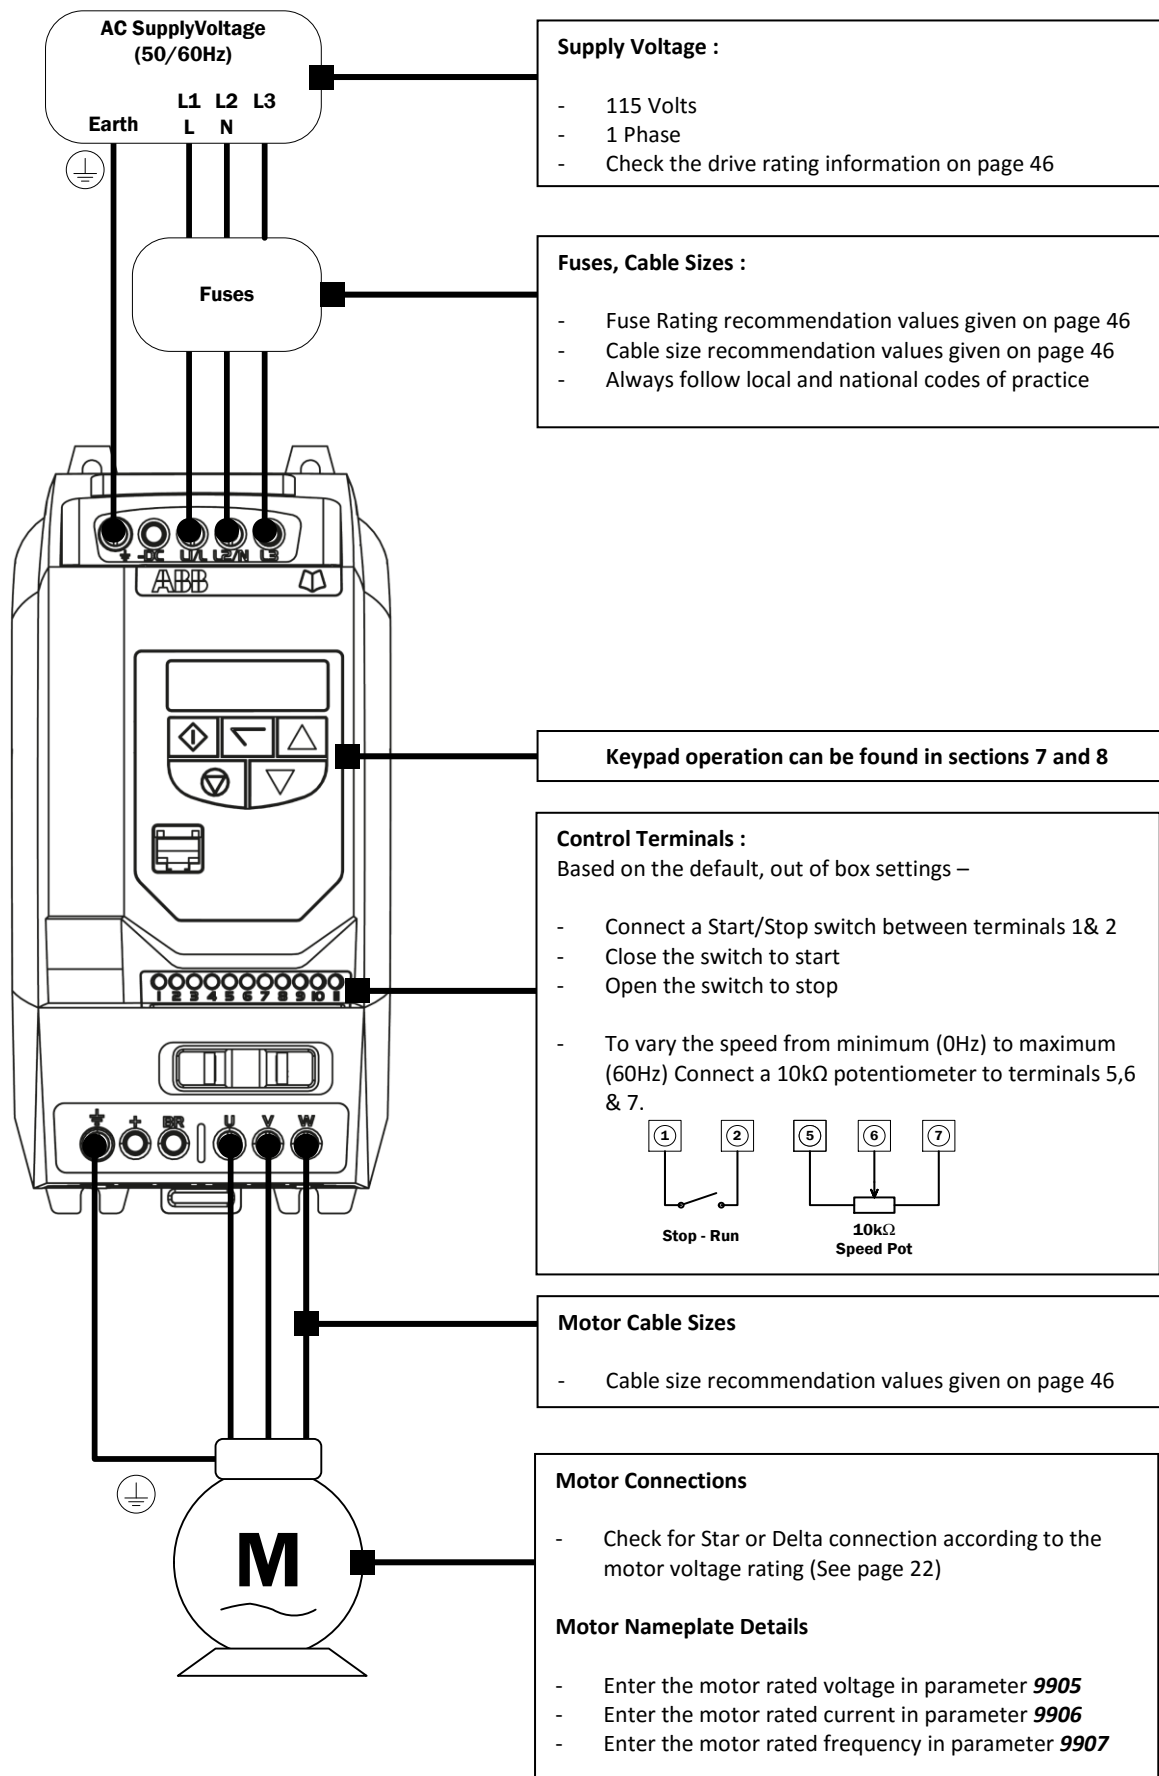 AC SupplyVoltage
(50/60Hz)
L1 L2 L3
Earth L N
Supply Voltage :
- 115 Volts
- 1 Phase
- Check the drive rating information on page 46
Fuses
Fuses, Cable Sizes :
- Fuse Rating recommendation values given on page 46
- Cable size recommendation values given on page 46
- Always follow local and national codes of practice
-DC L1/L L2/N L3
ABB
Keypad operation can be found in sections 7 and 8
Control Terminals :
Based on the default, out of box settings –
- Connect a Start/Stop switch between terminals 1& 2
- Close the switch to start
- Open the switch to stop
- To vary the speed from minimum (0Hz) to maximum
(60Hz) Connect a 10kΩ potentiometer to terminals 5,6
& 7.
1 2 5 6 7
Stop - Run
10kΩ
Speed Pot
1 2 3 4 5 6 7 8 9 10 11
+ BR U V W
Motor Cable Sizes
- Cable size recommendation values given on page 46
M
Motor Connections
- Check for Star or Delta connection according to the
motor voltage rating (See page 22)
Motor Nameplate Details
- Enter the motor rated voltage in parameter 9905
- Enter the motor rated current in parameter 9906
- Enter the motor rated frequency in parameter 9907